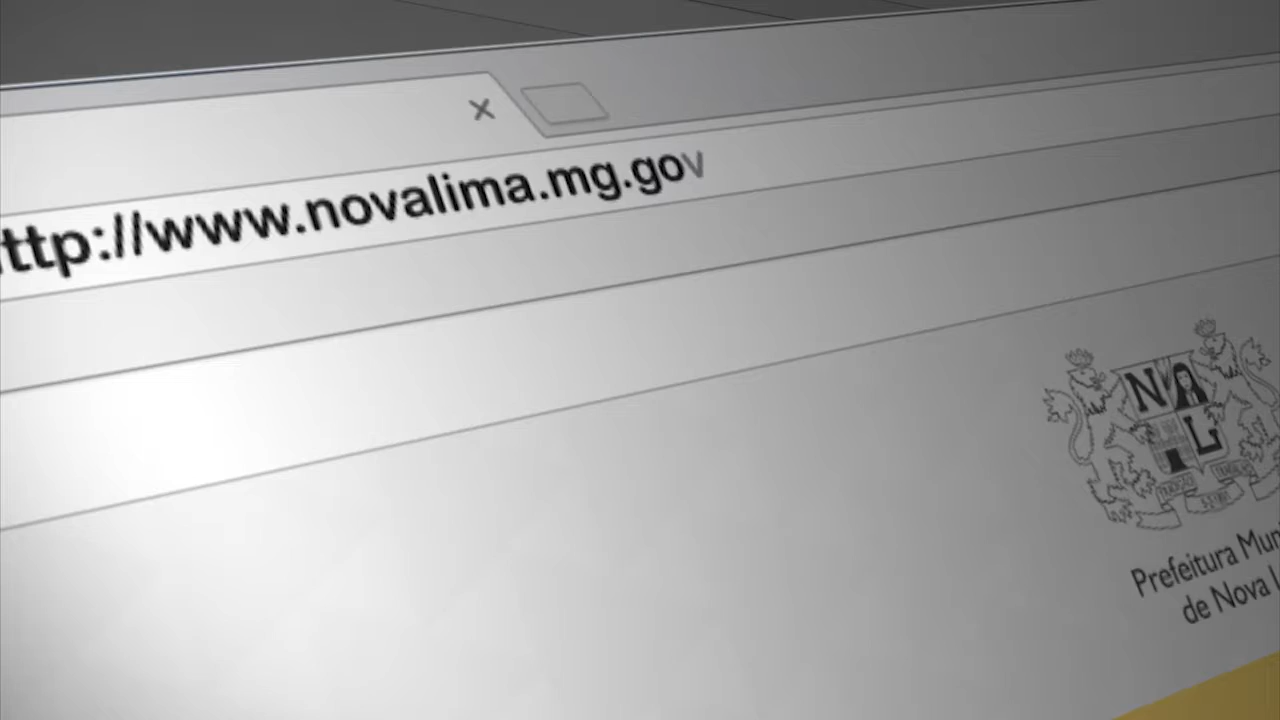 ttp://www.novalima.mg.gov
N A
L
Prefeitura Mun
de Nova L